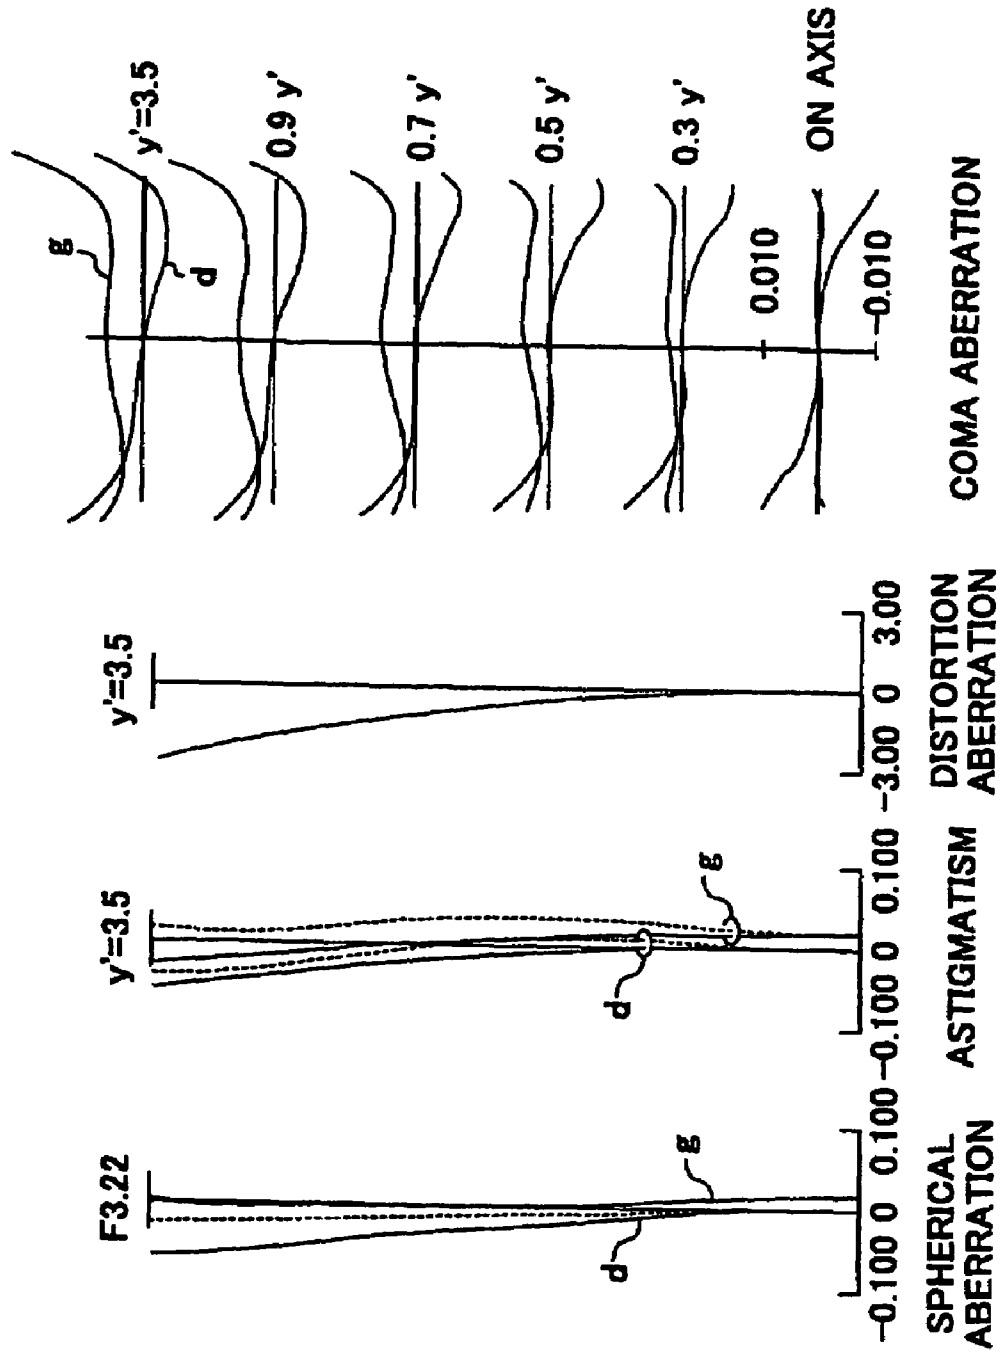 F3.22
g
d
-0.100 0 0.100
SPHERICAL
ABERRATION
y'=3.5
g
d
-0.100 0 0.100
ASTIGMATISM
y'=3.5
-3.00 0 3.00
DISTORTION
ABERRATION
g
y'=3.5
d
0.9 y'
0.7 y'
0.5 y'
0.3 y'
0.010
ON AXIS
-0.010
COMA ABERRATION